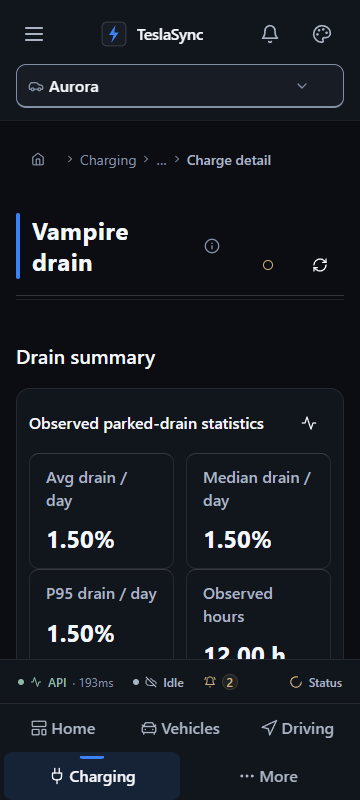 TeslaSync
Aurora
Charging
...
Charge detail
Vampire
drain
Drain summary
Observed parked-drain statistics
Avg drain /
day
1.50%
Median drain /
day
1.50%
P95 drain / day
1.50%
Observed
hours
12.00 h
API · 193ms
Idle
2
Status
Home
Vehicles
Driving
Charging
More